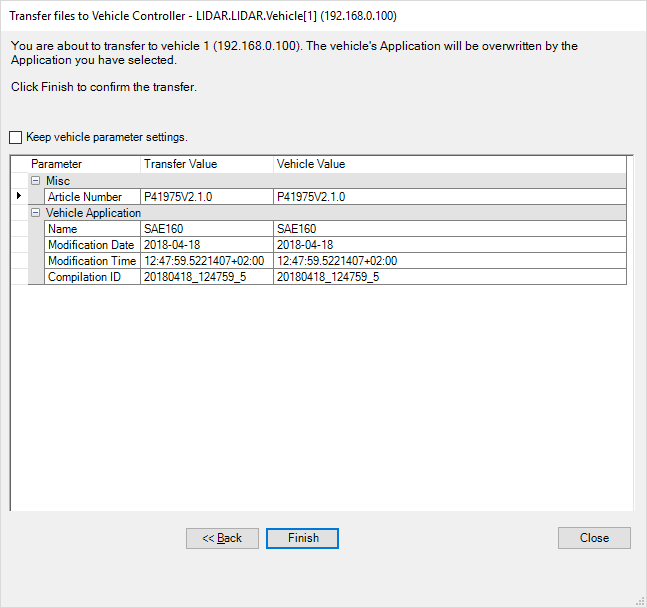 Transfer files to Vehicle Controller - LIDAR.LIDAR.Vehicle[1] (192.168.0.100)
You are about to transfer to vehicle 1 (192.168.0.100). The vehicle's Application will be overwritten by the
Application you have selected.
Click Finish to confirm the transfer.
Keep vehicle parameter settings.
Parameter Transfer Value Vehicle Value
Misc
Article Number P41975V2.1.0 P41975V2.1.0
Vehicle Application
Name SAE160 SAE160
Modification Date 2018-04-18 2018-04-18
Modification Time 12:47:59.5221407+02:00 12:47:59.5221407+02:00
Compilation ID 20180418_124759_5 20180418_124759_5
<< Back Finish Close